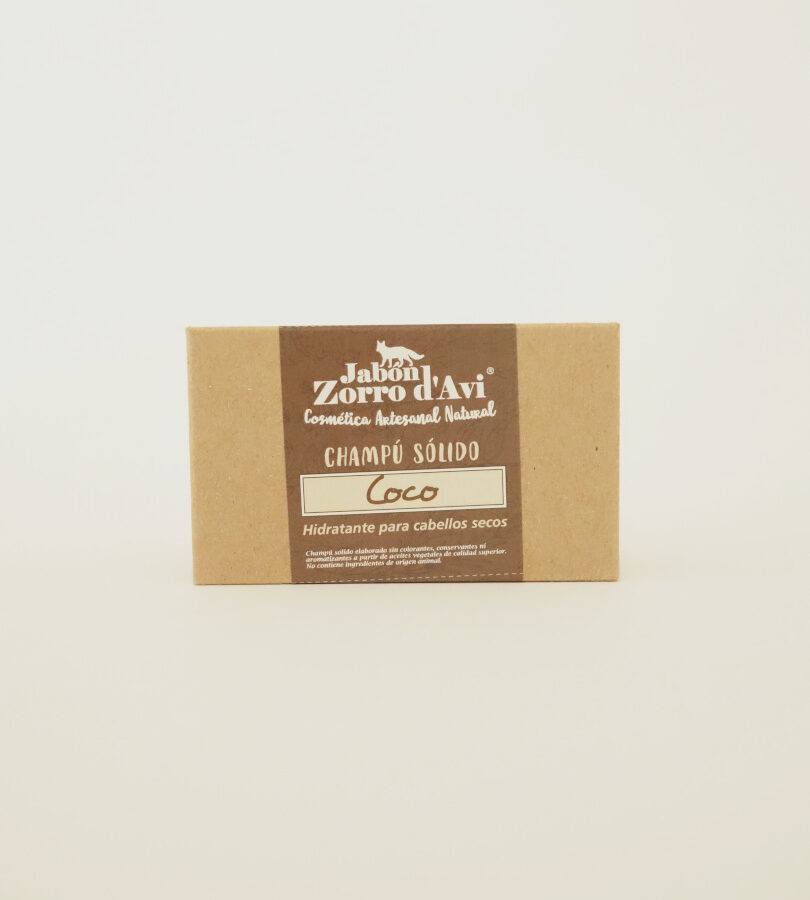 Jabón
Zorro d'Avi®
Cosmética Artesanal Natural
CHAMPÚ SÓLIDO
Coco
Hidratante para cabellos secos
Champú sólido elaborado sin colorantes, conservantes ni
aromatizantes a partir de aceites vegetales de calidad superior.
No contiene ingredientes de origen animal.